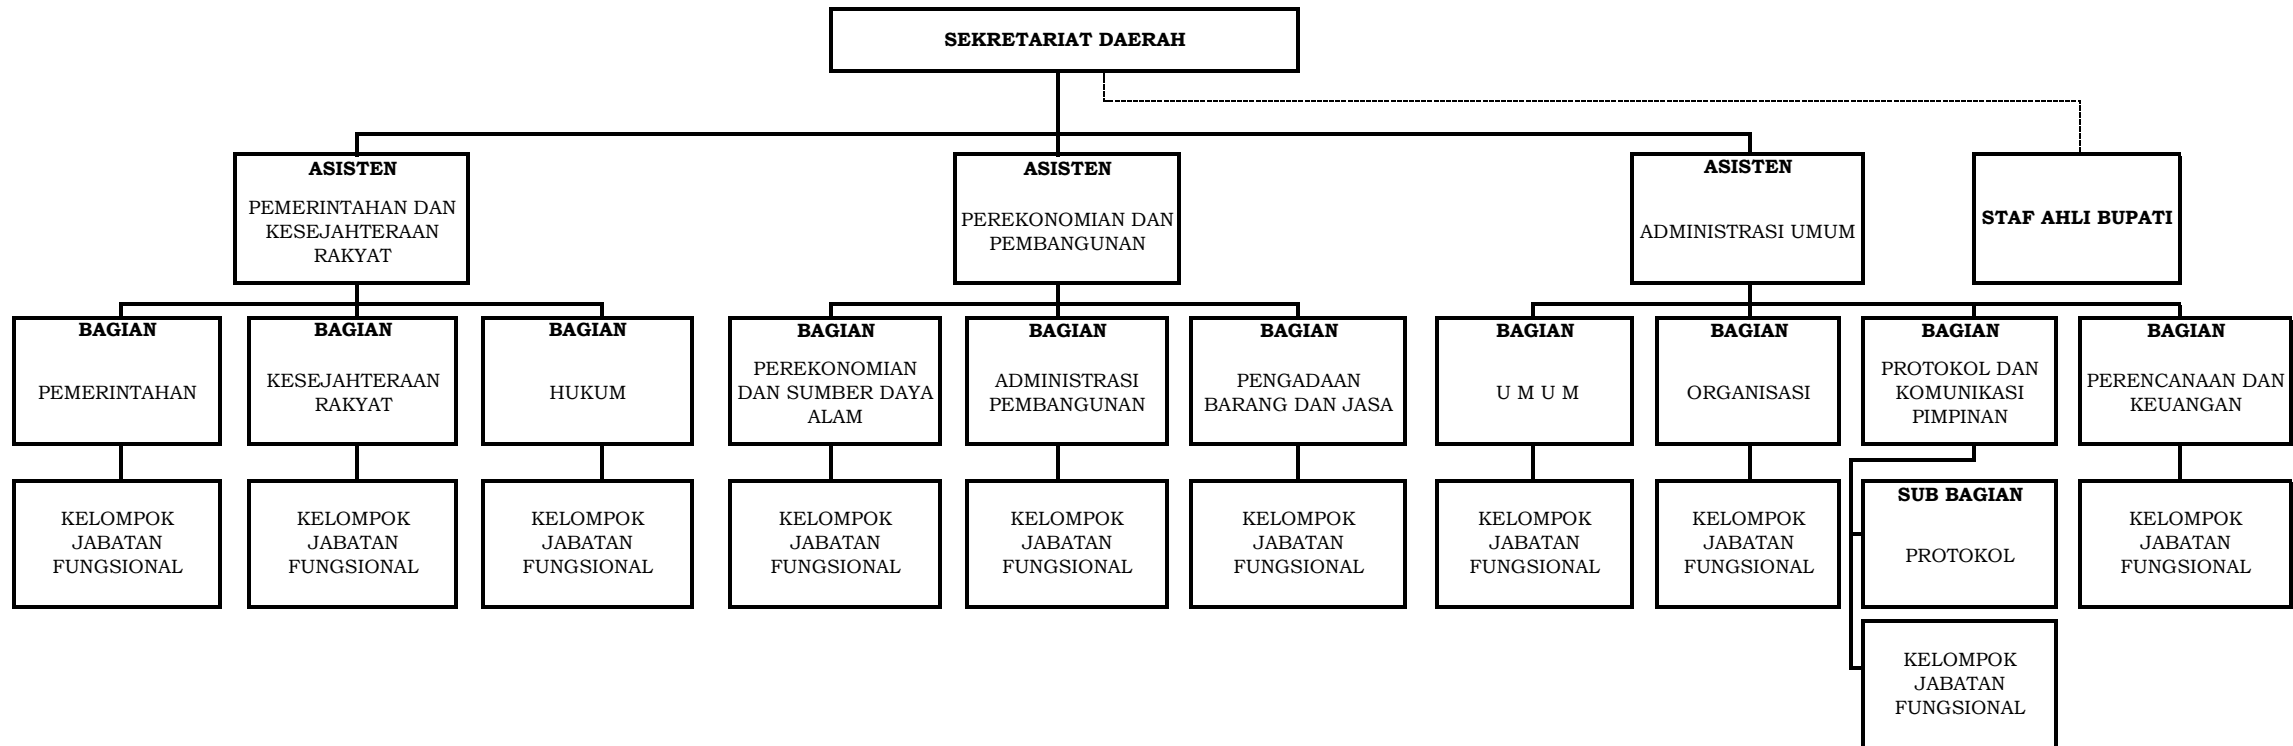 SEKRETARIAT DAERAH
ASISTEN
PEMERINTAHAN DAN
KESEJAHTERAAN
RAKYAT
ASISTEN
PEREKONOMIAN DAN
PEMBANGUNAN
ASISTEN
ADMINISTRASI UMUM
STAF AHLI BUPATI
BAGIAN
PEMERINTAHAN
BAGIAN
KESEJAHTERAAN
RAKYAT
BAGIAN
HUKUM
BAGIAN
PEREKONOMIAN
DAN SUMBER DAYA
ALAM
BAGIAN
ADMINISTRASI
PEMBANGUNAN
BAGIAN
PENGADAAN
BARANG DAN JASA
BAGIAN
U M U M
BAGIAN
ORGANISASI
BAGIAN
PROTOKOL DAN
KOMUNIKASI
PIMPINAN
BAGIAN
PERENCANAAN DAN
KEUANGAN
KELOMPOK
JABATAN
FUNGSIONAL
KELOMPOK
JABATAN
FUNGSIONAL
KELOMPOK
JABATAN
FUNGSIONAL
KELOMPOK
JABATAN
FUNGSIONAL
KELOMPOK
JABATAN
FUNGSIONAL
KELOMPOK
JABATAN
FUNGSIONAL
KELOMPOK
JABATAN
FUNGSIONAL
KELOMPOK
JABATAN
FUNGSIONAL
SUB BAGIAN
PROTOKOL
KELOMPOK
JABATAN
FUNGSIONAL
KELOMPOK
JABATAN
FUNGSIONAL